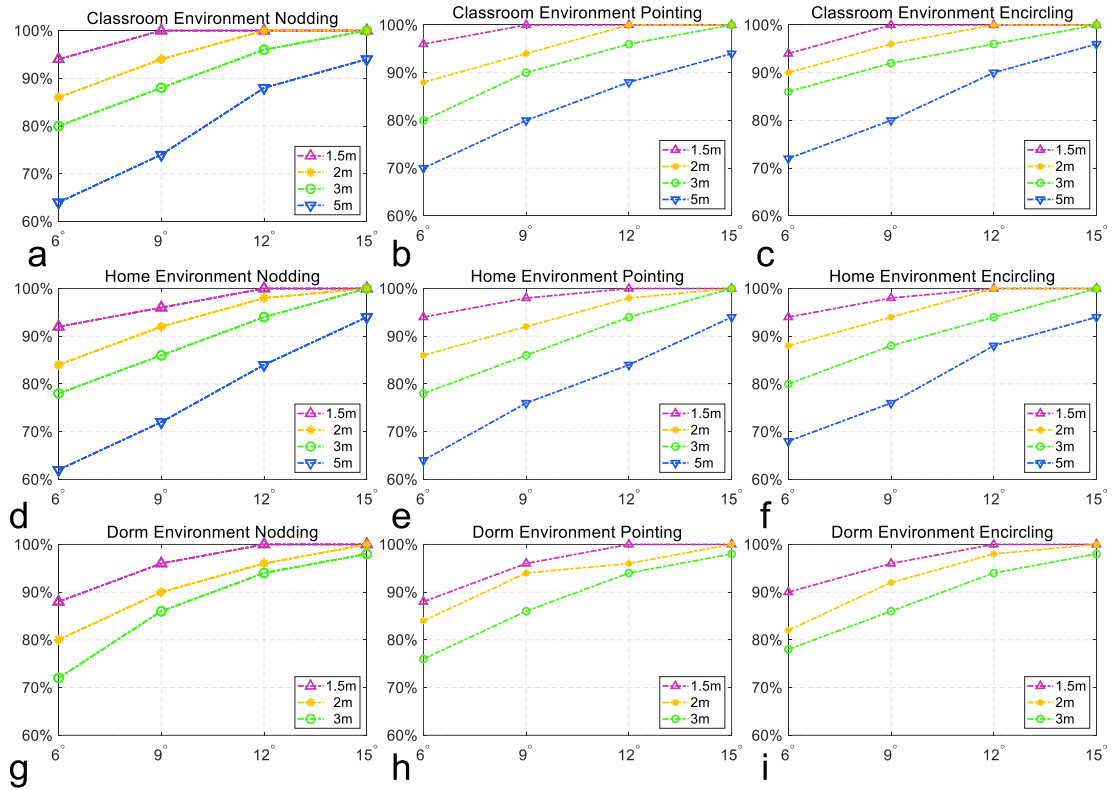 Classroom Environment Nodding
100%
90%
80%
70%
60%
6°
9°
12°
15°
1.5m
2m
3m
5m
a
Classroom Environment Pointing
100%
90%
80%
70%
60%
6°
9°
12°
15°
1.5m
2m
3m
5m
b
Classroom Environment Encircling
100%
90%
80%
70%
60%
6°
9°
12°
15°
1.5m
2m
3m
5m
c
Home Environment Nodding
100%
90%
80%
70%
60%
6°
9°
12°
15°
1.5m
2m
3m
5m
d
Home Environment Pointing
100%
90%
80%
70%
60%
6°
9°
12°
15°
1.5m
2m
3m
5m
e
Home Environment Encircling
100%
90%
80%
70%
60%
6°
9°
12°
15°
1.5m
2m
3m
5m
f
Dorm Environment Nodding
100%
90%
80%
70%
60%
6°
9°
12°
15°
1.5m
2m
3m
g
Dorm Environment Pointing
100%
90%
80%
70%
60%
6°
9°
12°
15°
1.5m
2m
3m
h
Dorm Environment Encircling
100%
90%
80%
70%
60%
6°
9°
12°
15°
1.5m
2m
3m
i